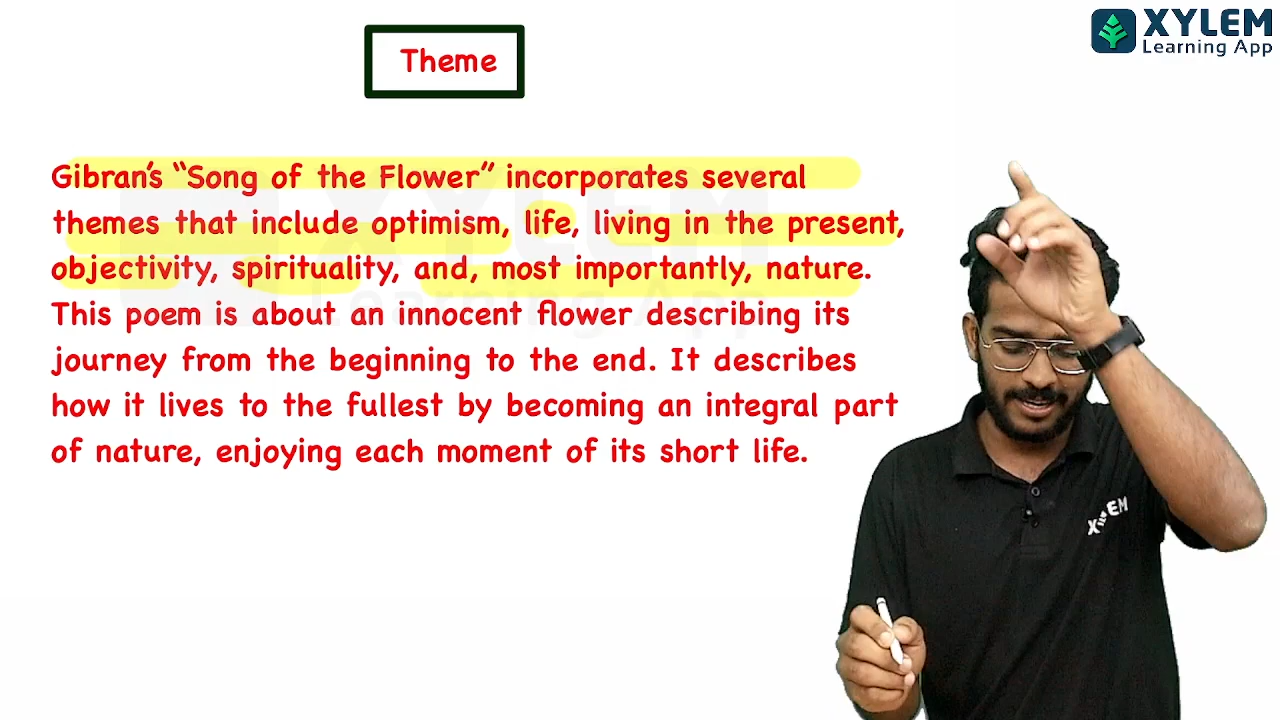 XYLEM
Learning App
Theme
Gibran's "Song of the Flower" incorporates several
themes that include optimism, life, living in the present,
objectivity, spirituality, and, most importantly, nature.
This poem is about an innocent flower describing its
journey from the beginning to the end. It describes
how it lives to the fullest by becoming an integral part
of nature, enjoying each moment of its short life.
XYLEM
Learning App
XYLEM